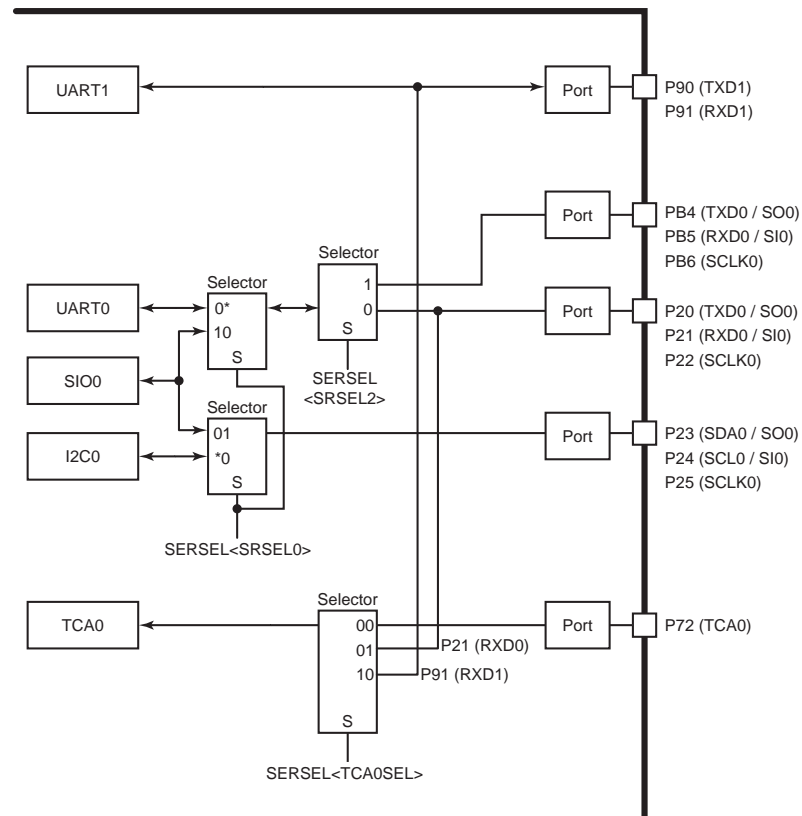 UART1
Port
P90 (TXD1)
P91 (RXD1)
Port
PB4 (TXD0 / SO0)
PB5 (RXD0 / SI0)
PB6 (SCLK0)
Selector
1
0
S
SERSEL
<SRSEL2>
Selector
0*
10
S
UART0
Port
P20 (TXD0 / SO0)
P21 (RXD0 / SI0)
P22 (SCLK0)
SIO0
Selector
01
*0
S
SERSEL<SRSEL0>
I2C0
Port
P23 (SDA0 / SO0)
P24 (SCL0 / SI0)
P25 (SCLK0)
TCA0
Selector
00
01
10
S
SERSEL<TCA0SEL>
P21 (RXD0)
P91 (RXD1)
Port
P72 (TCA0)